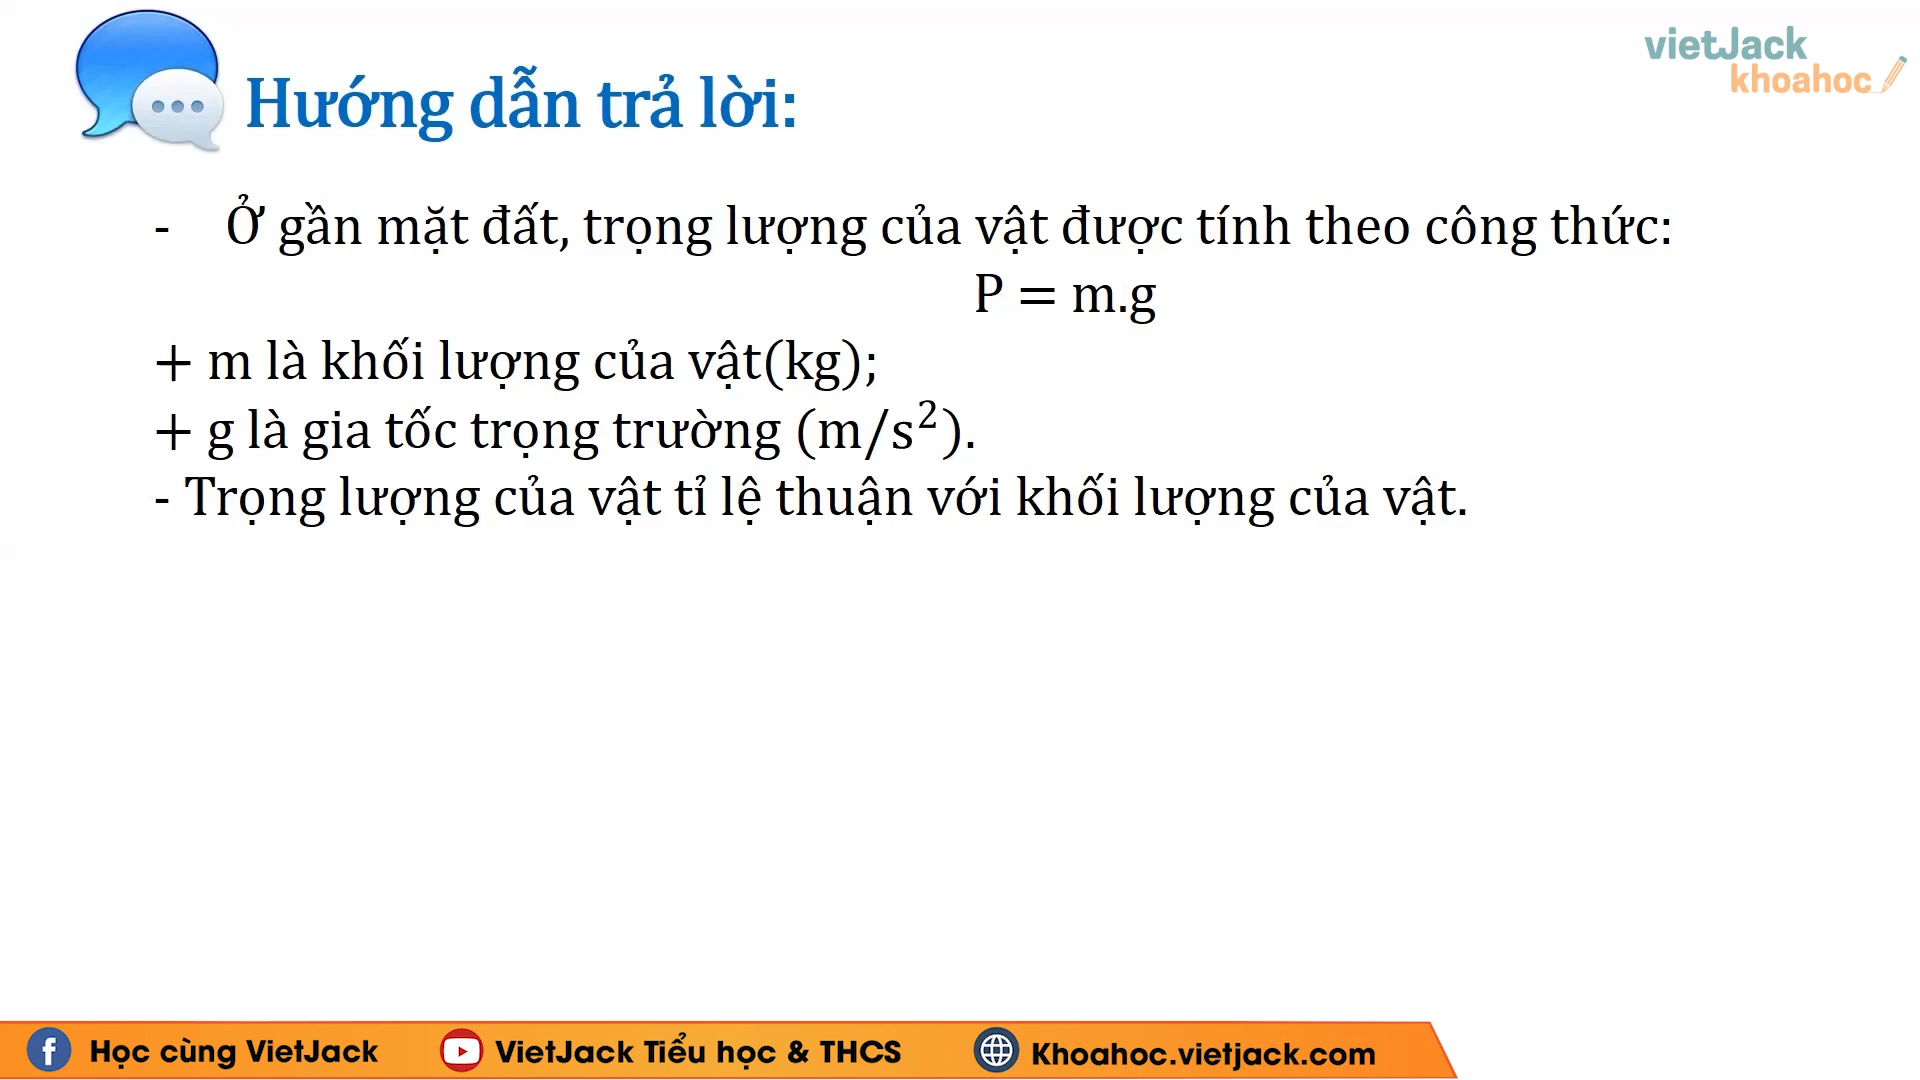 vietJack
khoahoc
Hướng dẫn trả lời:
- Ở gần mặt đất, trọng lượng của vật được tính theo công thức:
P = m.g
+ m là khối lượng của vật(kg);
+ g là gia tốc trọng trường (m/s²).
- Trọng lượng của vật tỉ lệ thuận với khối lượng của vật.
Học cùng VietJack VietJack Tiểu học & THCS Khoahoc.vietjack.com